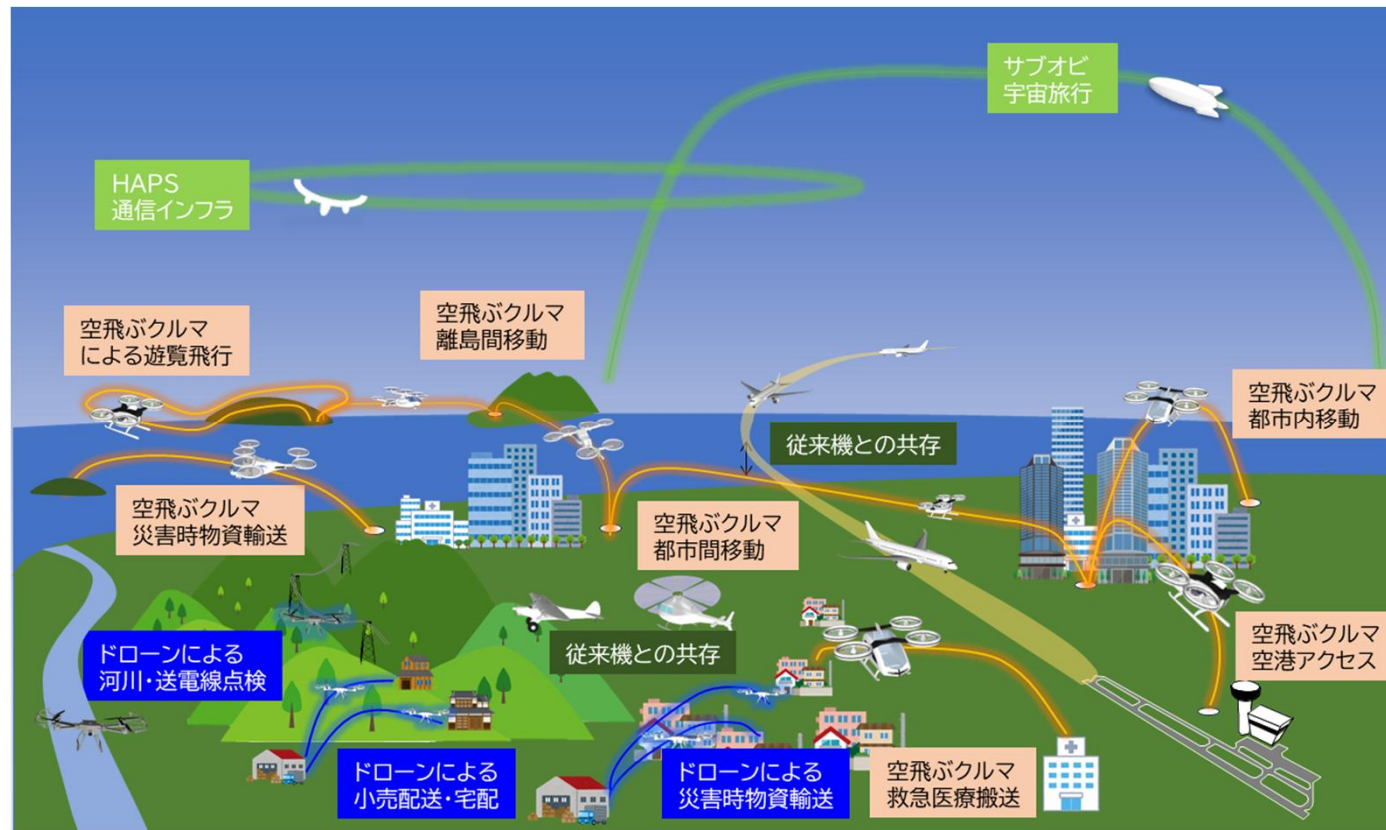 サブオビ
宇宙旅行
HAPS
通信インフラ
空飛ぶクルマ
による遊覧飛行
空飛ぶクルマ
離島間移動
空飛ぶクルマ
都市内移動
従来機との共存
空飛ぶクルマ
災害時物資輸送
空飛ぶクルマ
都市間移動
ドローンによる
河川・送電線点検
従来機との共存
空飛ぶクルマ
空港アクセス
ドローンによる
小売配送・宅配
ドローンによる
災害時物資輸送
空飛ぶクルマ
救急医療搬送